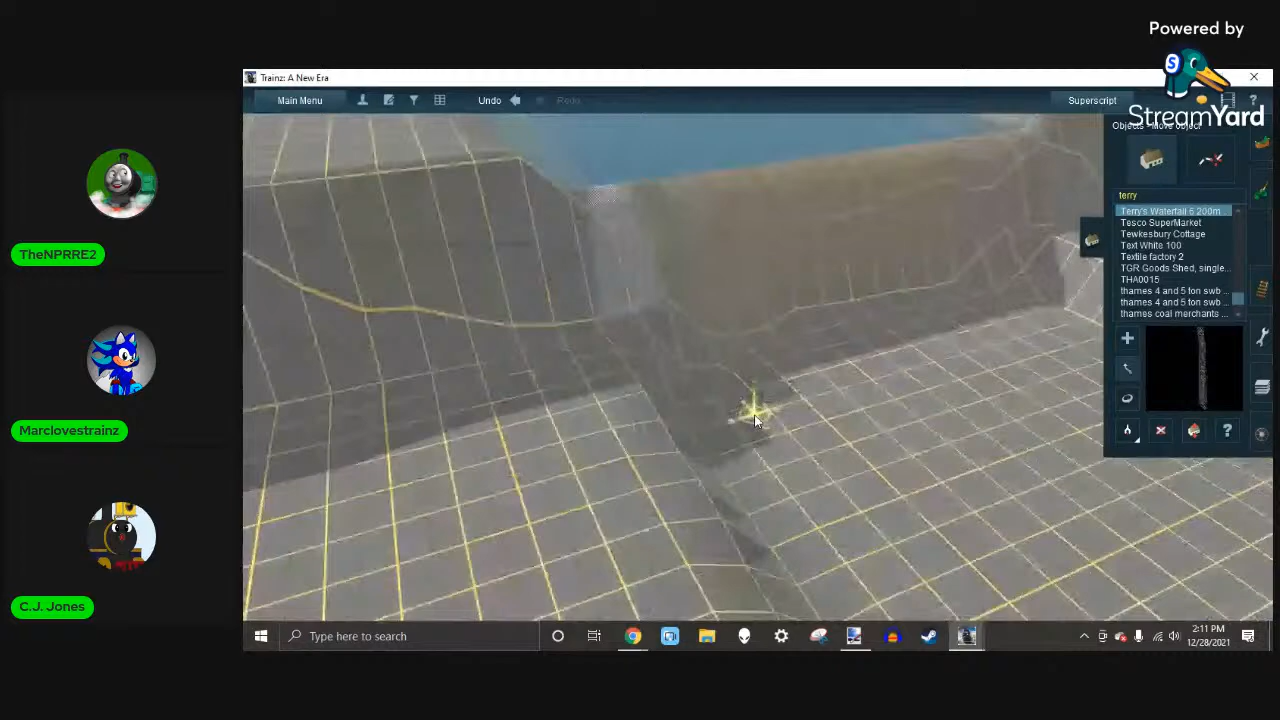 Powered by
StreamYard
Trainz: A New Era
Main Menu
Undo
Redo
Superscript
?
Objects - Move object
terry
Terry's Waterfall 6 200m...
Tesco SuperMarket
Tewkesbury Cottage
Text White 100
Textile factory 2
TGR Goods Shed, single...
THA0015
thames 4 and 5 ton swb ...
thames 4 and 5 ton swb ...
thames coal merchants ...
?
TheNPRRE2
Marclovestrainz
C.J. Jones
Type here to search
2:11 PM
12/28/2021